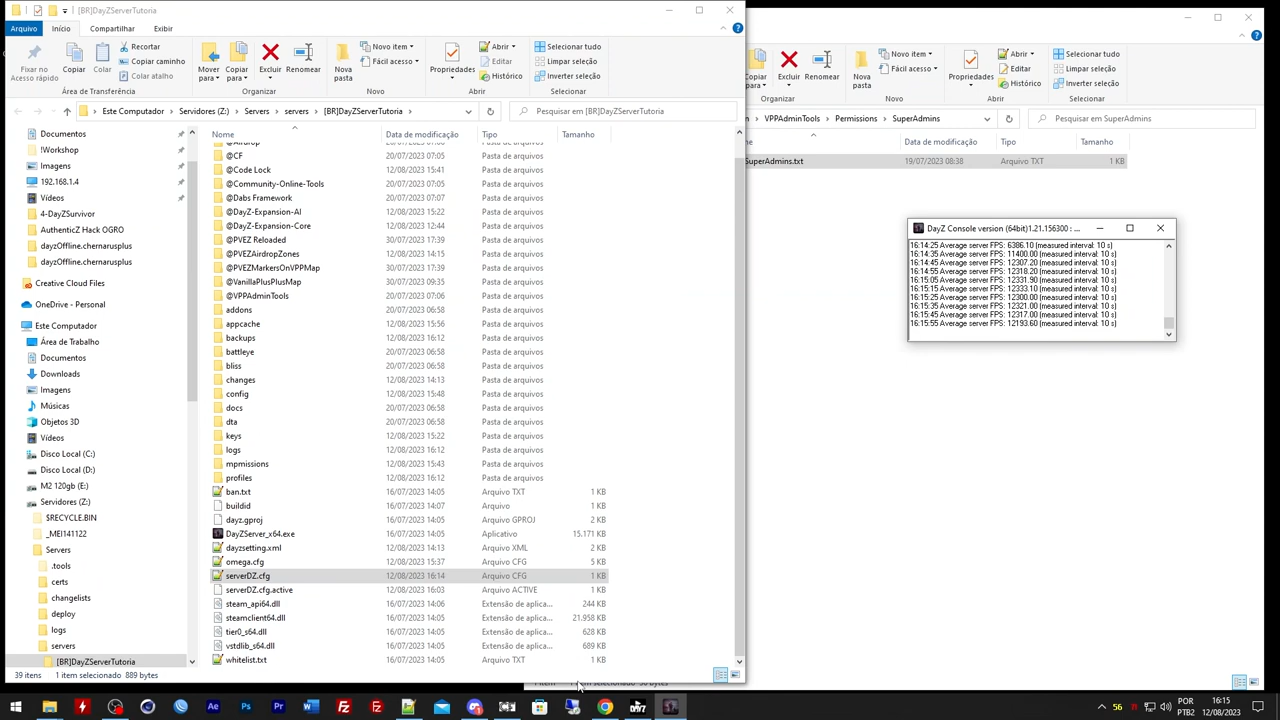 [BR]DayZServerTutoria
Arquivo Início Compartilhar Exibir
Fixar no Acesso rápido
Copiar
Colar
Recortar
Copiar caminho
Colar atalho
Área de Transferência
Mover para
Copiar para
Excluir
Renomear
Organizar
Nova pasta
Novo item
Fácil acesso
Novo
Propriedades
Abrir
Editar
Histórico
Abrir
Selecionar tudo
Limpar seleção
Inverter seleção
Selecionar
Este Computador > Servidores (Z:) > Servers > servers > [BR]DayZServerTutoria >
Pesquisar em [BR]DayZServerTutoria
Documentos
!Workshop
Imagens
192.168.1.4
Vídeos
4-DayZSurvivor
AuthenticZ Hack OGRO
dayzOffline.chernarusplus
dayzOffline.chernarusplus
Creative Cloud Files
OneDrive - Personal
Este Computador
Área de Trabalho
Documentos
Downloads
Imagens
Músicas
Objetos 3D
Vídeos
Disco Local (C:)
Disco Local (D:)
M2 120gb (E:)
Servidores (Z:)
$RECYCLE.BIN
_MEI141122
Servers
.tools
certs
changelists
deploy
logs
servers
[BR]DayZServerTutoria
Nome Data de modificação Tipo Tamanho
@CF 20/07/2023 07:05 Pasta de arquivos
@Code Lock 12/08/2023 15:41 Pasta de arquivos
@Community-Online-Tools 20/07/2023 07:05 Pasta de arquivos
@Dabs Framework 20/07/2023 07:07 Pasta de arquivos
@DayZ-Expansion-AI 12/08/2023 15:22 Pasta de arquivos
@DayZ-Expansion-Core 12/08/2023 12:44 Pasta de arquivos
@PVEZ Reloaded 30/07/2023 17:39 Pasta de arquivos
@PVEZAirdropZones 12/08/2023 14:15 Pasta de arquivos
@PVEZMarkersOnVPPMap 30/07/2023 17:39 Pasta de arquivos
@VanillaPlusPlusMap 30/07/2023 09:35 Pasta de arquivos
@VPPAdminTools 20/07/2023 07:06 Pasta de arquivos
addons 20/07/2023 06:58 Pasta de arquivos
appcache 12/08/2023 15:56 Pasta de arquivos
backups 12/08/2023 16:12 Pasta de arquivos
battleye 20/07/2023 06:58 Pasta de arquivos
bliss 20/07/2023 06:58 Pasta de arquivos
changes 12/08/2023 14:13 Pasta de arquivos
config 12/08/2023 15:48 Pasta de arquivos
docs 20/07/2023 06:58 Pasta de arquivos
dta 20/07/2023 06:58 Pasta de arquivos
keys 12/08/2023 15:22 Pasta de arquivos
logs 12/08/2023 16:12 Pasta de arquivos
mpmissions 12/08/2023 15:43 Pasta de arquivos
profiles 12/08/2023 16:12 Pasta de arquivos
ban.txt 16/07/2023 14:05 Arquivo TXT 1 KB
buildid 16/07/2023 14:07 Arquivo 1 KB
dayz.gproj 16/07/2023 14:05 Arquivo GPROJ 2 KB
DayZServer_x64.exe 16/07/2023 14:05 Aplicativo 15.171 KB
dayzsetting.xml 12/08/2023 14:13 Arquivo XML 2 KB
omega.cfg 12/08/2023 15:37 Arquivo CFG 5 KB
serverDZ.cfg 12/08/2023 16:14 Arquivo CFG 1 KB
serverDZ.cfg.active 12/08/2023 16:03 Arquivo ACTIVE 1 KB
steam_api64.dll 16/07/2023 14:06 Extensão de aplica... 244 KB
steamclient64.dll 16/07/2023 14:05 Extensão de aplica... 21.958 KB
tier0_s64.dll 16/07/2023 14:05 Extensão de aplica... 628 KB
vstdlib_s64.dll 16/07/2023 14:05 Extensão de aplica... 689 KB
whitelist.txt 16/07/2023 14:05 Arquivo TXT 1 KB
39 itens 1 item selecionado 889 bytes
Copiar para
Excluir
Renomear
Organizar
Nova pasta
Novo item
Fácil acesso
Novo
Propriedades
Abrir
Editar
Histórico
Abrir
Selecionar tudo
Limpar seleção
Inverter seleção
Selecionar
VPPAdminTools > Permissions > SuperAdmins
Pesquisar em SuperAdmins
Data de modificação Tipo Tamanho
SuperAdmins.txt 19/07/2023 08:38 Arquivo TXT 1 KB
DayZ Console version (64bit)1.21.156300 : ...
16:14:25 Average server FPS: 6386.10 (measured interval: 10 s)
16:14:35 Average server FPS: 11400.00 (measured interval: 10 s)
16:14:45 Average server FPS: 12307.20 (measured interval: 10 s)
16:14:55 Average server FPS: 12318.20 (measured interval: 10 s)
16:15:05 Average server FPS: 12331.90 (measured interval: 10 s)
16:15:15 Average server FPS: 12333.10 (measured interval: 10 s)
16:15:25 Average server FPS: 12300.00 (measured interval: 10 s)
16:15:35 Average server FPS: 12321.00 (measured interval: 10 s)
16:15:45 Average server FPS: 12317.00 (measured interval: 10 s)
16:15:55 Average server FPS: 12193.60 (measured interval: 10 s)
56
POR
PTB2
16:15
12/08/2023